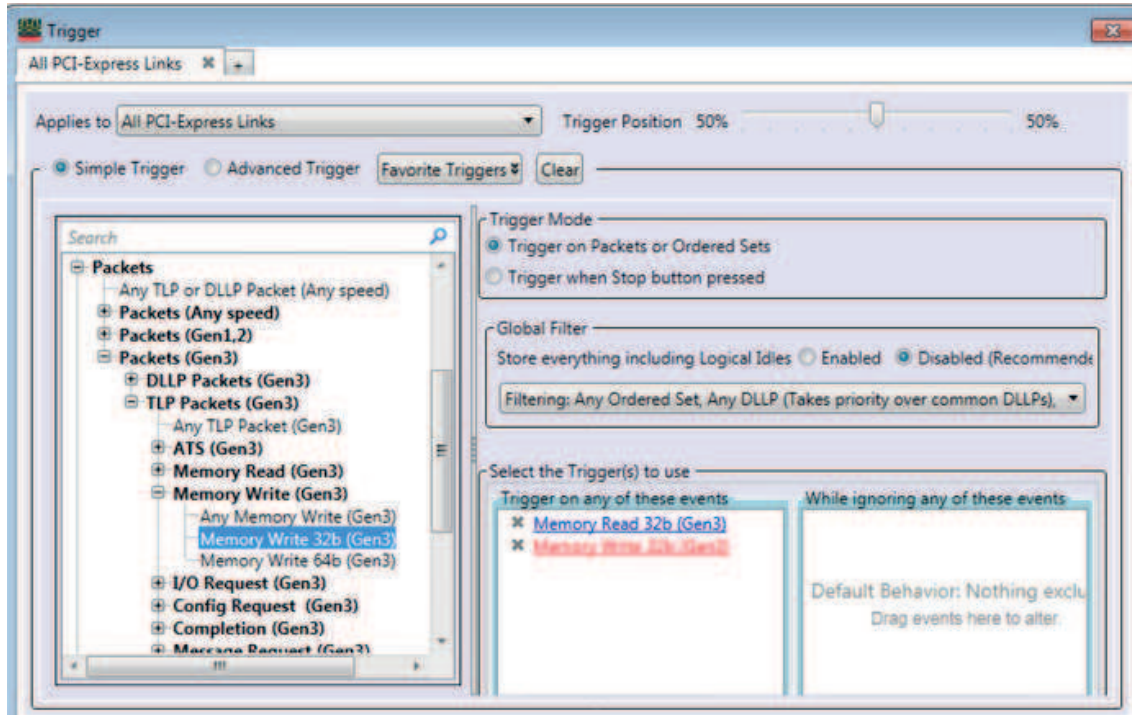 Trigger
All PCI-Express Links
Applies to All PCI-Express Links Trigger Position 50% 50%
Simple Trigger Advanced Trigger Favorite Triggers Clear
Search
Packets
Any TLP or DLLP Packet (Any speed)
Packets (Any speed)
Packets (Gen1,2)
Packets (Gen3)
DLLP Packets (Gen3)
TLP Packets (Gen3)
Any TLP Packet (Gen3)
ATS (Gen3)
Memory Read (Gen3)
Memory Write (Gen3)
Any Memory Write (Gen3)
Memory Write 32b (Gen3)
Memory Write 64b (Gen3)
I/O Request (Gen3)
Config Request (Gen3)
Completion (Gen3)
Message Request (Gen3)
Trigger Mode
Trigger on Packets or Ordered Sets
Trigger when Stop button pressed
Global Filter
Store everything including Logical Idles Enabled Disabled (Recommende
Filtering: Any Ordered Set, Any DLLP (Takes priority over common DLLPs),
Select the Trigger(s) to use
Trigger on any of these events
Memory Read 32b (Gen3)
Memory Write 32b (Gen3)
While ignoring any of these events
Default Behavior: Nothing exclu
Drag events here to alter.